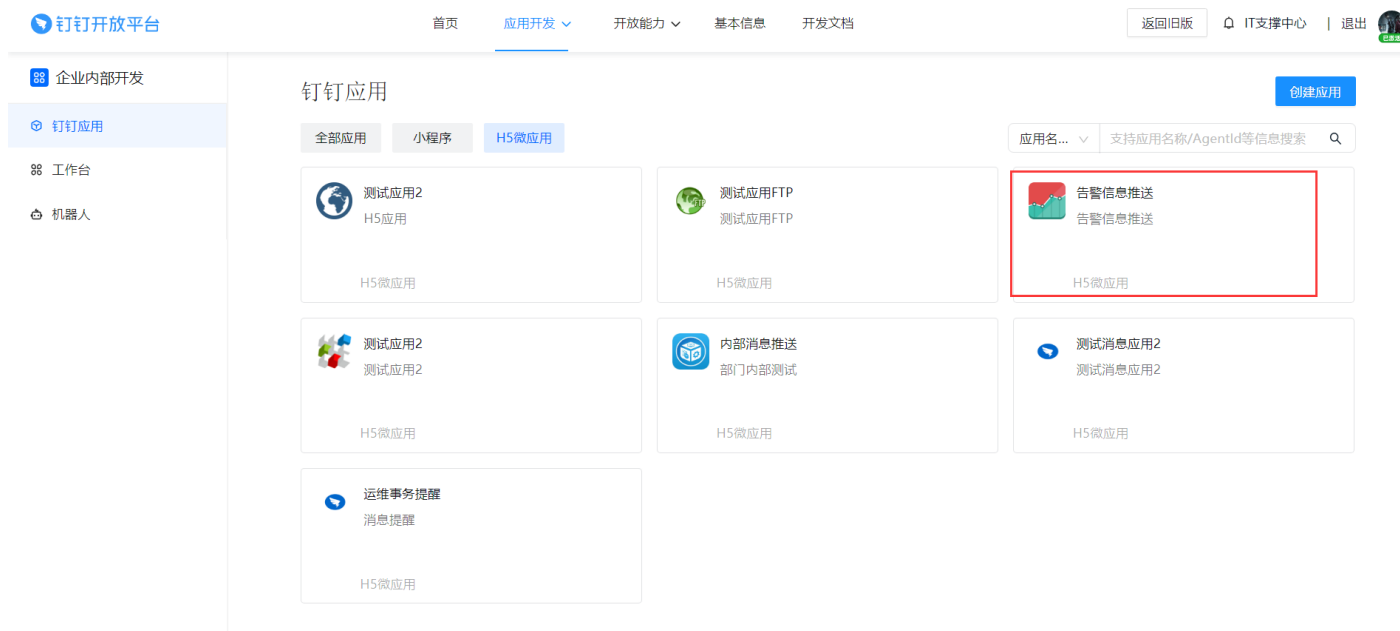 钉钉开放平台
首页
应用开发
开放能力
基本信息
开发文档
返回旧版
IT支撑中心
|
退出
企业内部开发
钉钉应用
工作台
机器人
钉钉应用
创建应用
全部应用
小程序
H5微应用
应用名...
支持应用名称/AgentId等信息搜索
测试应用2
H5应用
H5微应用
测试应用FTP
测试应用FTP
H5微应用
告警信息推送
告警信息推送
H5微应用
测试应用2
测试应用2
H5微应用
内部消息推送
部门内部测试
H5微应用
测试消息应用2
测试消息应用2
H5微应用
运维事务提醒
消息提醒
H5微应用